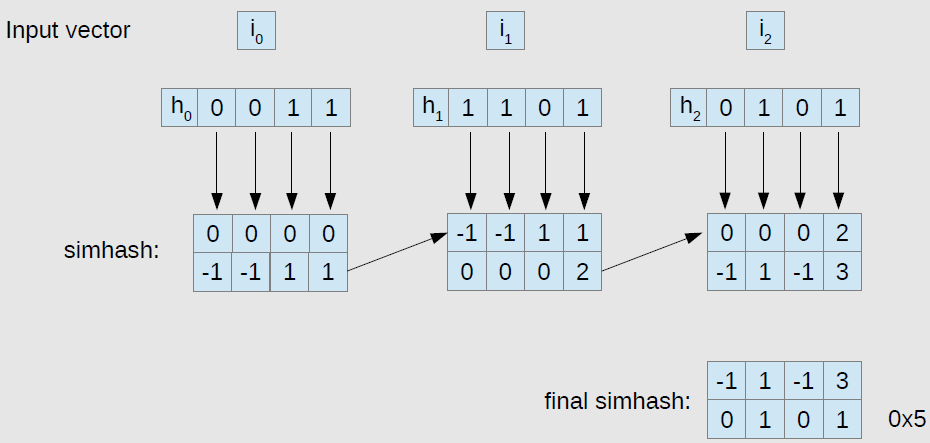 Input vector i0 i1 i2
h0 0 0 1 1 h1 1 1 0 1 h2 0 1 0 1
0 0 0 0 -1 -1 1 1 0 0 0 2
simhash:
-1 -1 1 1 0 0 0 2 -1 1 -1 3
-1 1 -1 3
final simhash:
0 1 0 1 0x5